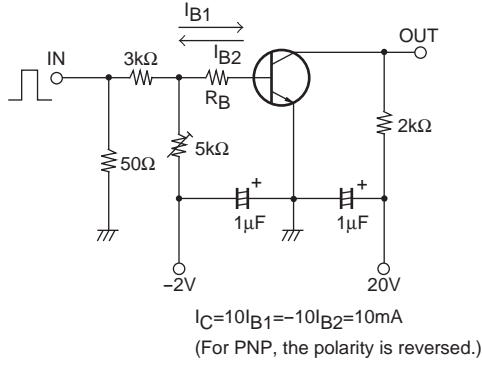 IB1
IB2
IN
3kΩ
RB
OUT
50Ω
5kΩ
2kΩ
+
1μF
+
1μF
−2V
20V
IC=10IB1=−10IB2=10mA
(For PNP, the polarity is reversed.)